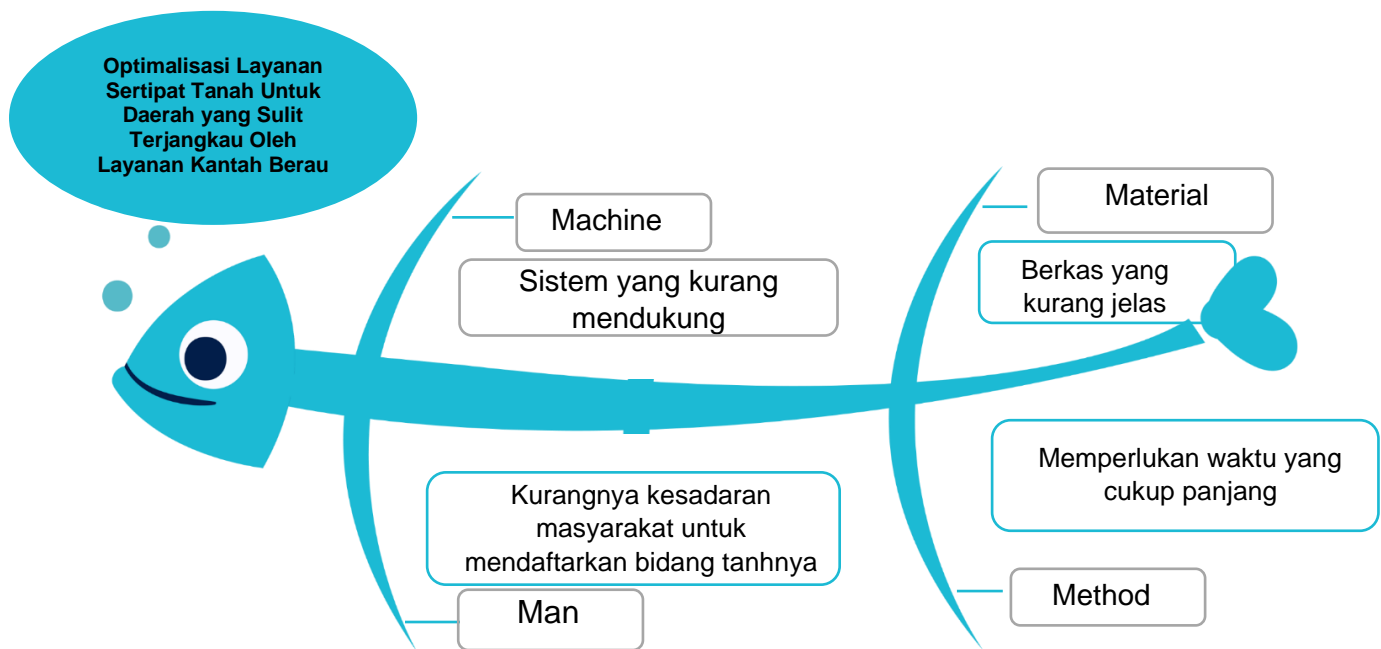 Optimalisasi Layanan
Sertipat Tanah Untuk
Daerah yang Sulit
Terjangkau Oleh
Layanan Kantah Berau
Machine
Sistem yang kurang
mendukung
Material
Berkas yang
kurang jelas
Kurangnya kesadaran
masyarakat untuk
mendaftarkan bidang tanhnya
Man
Memperlukan waktu yang
cukup panjang
Method